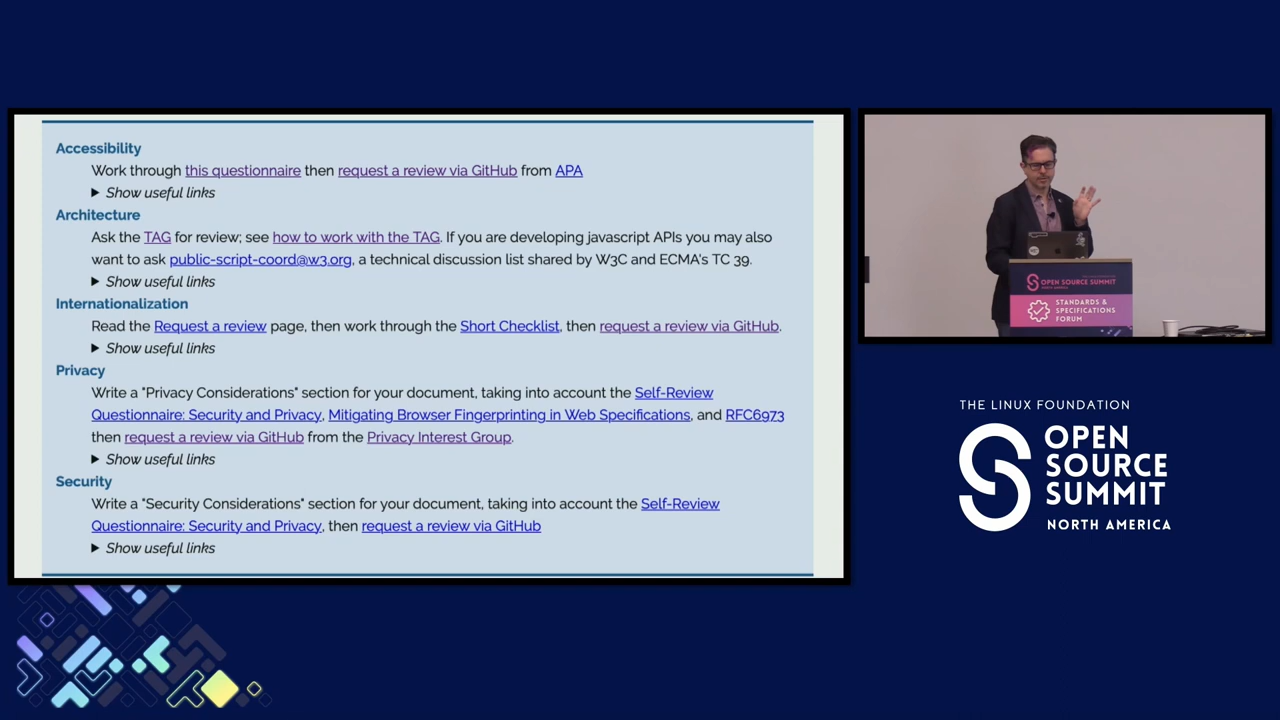 Accessibility
Work through this questionnaire then request a review via GitHub from APA
▶ Show useful links
Architecture
Ask the TAG for review; see how to work with the TAG. If you are developing javascript APIs you may also
want to ask public-script-coord@w3.org, a technical discussion list shared by W3C and ECMA's TC 39.
▶ Show useful links
Internationalization
Read the Request a review page, then work through the Short Checklist, then request a review via GitHub.
▶ Show useful links
Privacy
Write a "Privacy Considerations" section for your document, taking into account the Self-Review
Questionnaire: Security and Privacy, Mitigating Browser Fingerprinting in Web Specifications, and RFC6973
then request a review via GitHub from the Privacy Interest Group.
▶ Show useful links
Security
Write a "Security Considerations" section for your document, taking into account the Self-Review
Questionnaire: Security and Privacy, then request a review via GitHub
▶ Show useful links
OPEN SOURCE SUMMIT
NORTH AMERICA
STANDARDS &
SPECIFICATIONS
FORUM
THE LINUX FOUNDATION
OPEN
SOURCE
SUMMIT
NORTH AMERICA